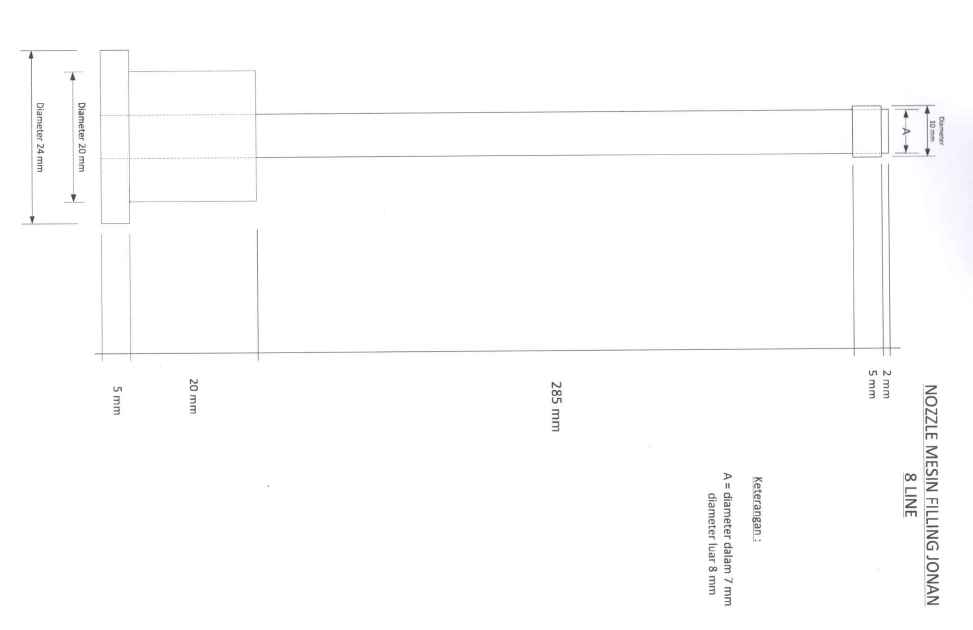 NOZZLE MESIN FILLING JONAN
8 LINE
Diameter
10 mm
A
2 mm
5 mm
Keterangan :
A = diameter dalam 7 mm
diameter luar 8 mm
285 mm
20 mm
5 mm
Diameter 20 mm
Diameter 24 mm